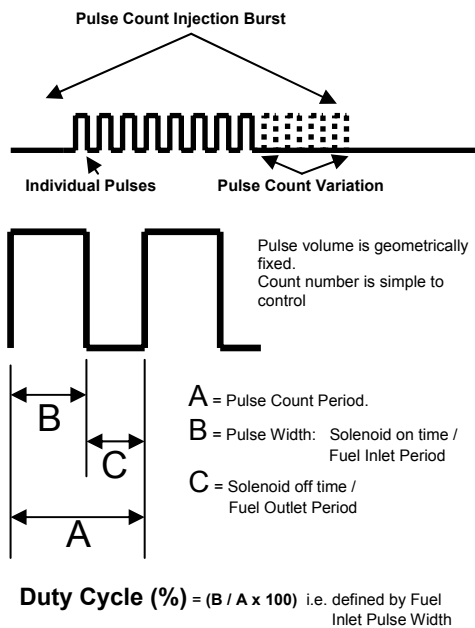 Pulse Count Injection Burst
Individual Pulses
Pulse Count Variation
Pulse volume is geometrically
fixed.
Count number is simple to
control
B
C
A
A = Pulse Count Period.
B = Pulse Width: Solenoid on time /
Fuel Inlet Period
C = Solenoid off time /
Fuel Outlet Period
Duty Cycle (%) = (B / A x 100) i.e. defined by Fuel
Inlet Pulse Width